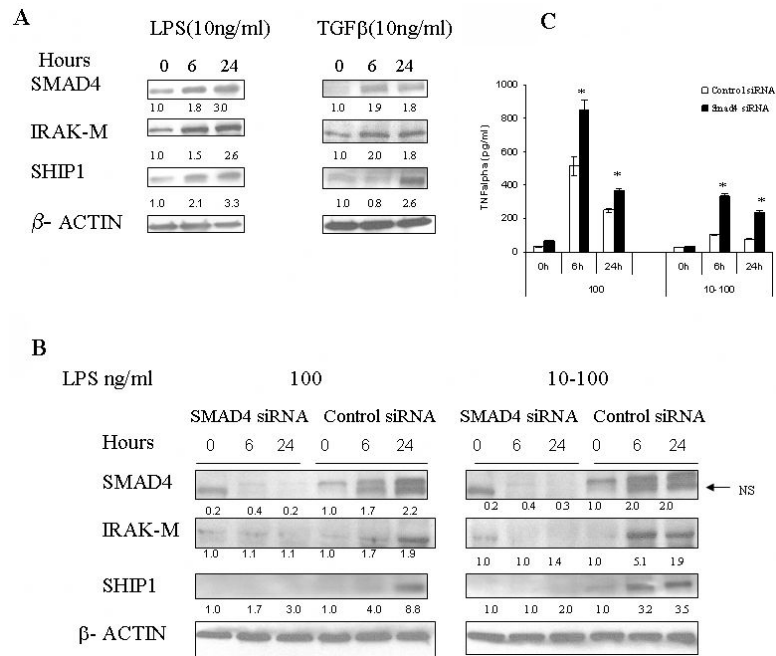 A
LPS(10ng/ml) TGFβ(10ng/ml)
Hours 0 6 24 0 6 24
SMAD4
1.0 1.8 3.0 1.0 1.9 1.8
IRAK-M
1.0 1.5 2.6 1.0 2.0 1.8
SHIP1
1.0 2.1 3.3 1.0 0.8 2.6
β- ACTIN
C
Control siRNA
Smad4 siRNA
TNFalpha (pg/ml)
1000
800
600
400
200
0
* * * *
0h 6h 24h 0h 6h 24h
100 10-100
B
LPS ng/ml 100 10-100
SMAD4 siRNA Control siRNA SMAD4 siRNA Control siRNA
Hours 0 6 24 0 6 24 0 6 24 0 6 24
SMAD4 NS
0.2 0.4 0.2 1.0 1.7 2.2 0.2 0.4 0.3 1.0 2.0 2.0
IRAK-M
1.0 1.1 1.1 1.0 1.7 1.9 1.0 1.0 1.4 1.0 5.1 1.9
SHIP1
1.0 1.7 3.0 1.0 4.0 8.8 1.0 1.0 2.0 1.0 3.2 3.5
β- ACTIN